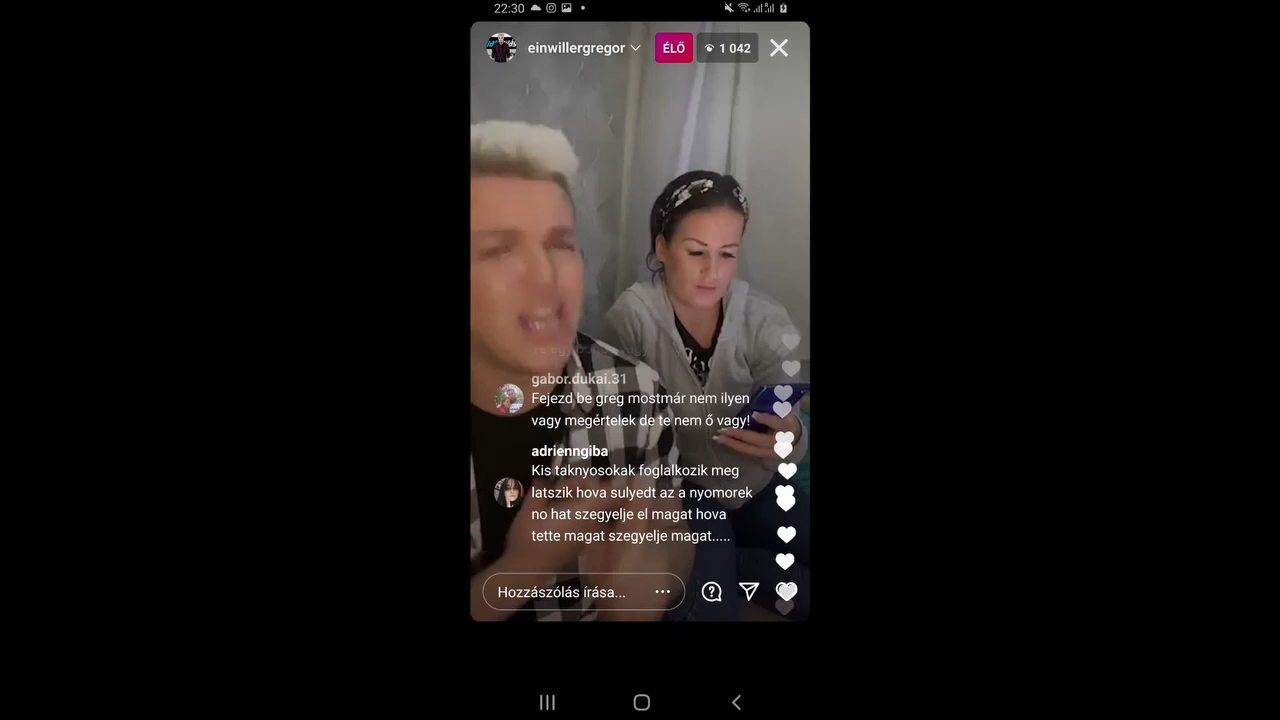 22:30
einwillergregor
ÉLŐ
1 042
gabor.dukai.31
Fejezd be greg mostmár nem ilyen
vagy megértelek de te nem ő vagy!
adrienngiba
Kis taknyosokak foglalkozik meg
latszik hova sulyedt az a nyomorek
no hat szegyelje el magat hova
tette magat szegyelje magat.....
Hozzászólás írása...